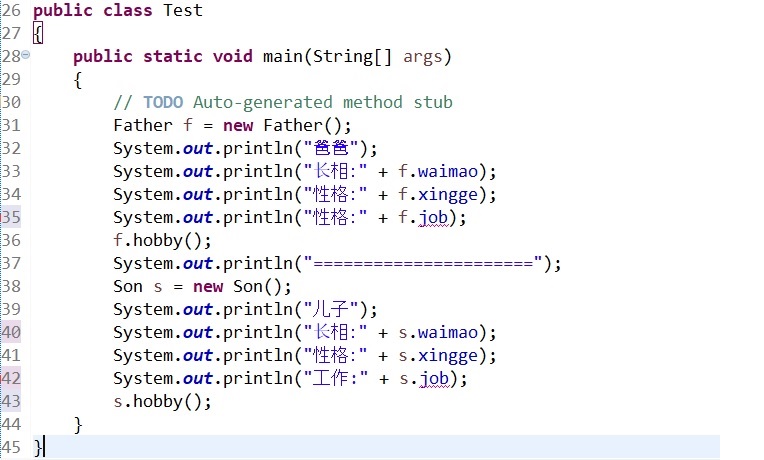 26 public class Test
27 {
28 public static void main(String[] args)
29 {
30 // TODO Auto-generated method stub
31 Father f = new Father();
32 System.out.println("爸爸");
33 System.out.println("长相:" + f.waimao);
34 System.out.println("性格:" + f.xingge);
35 System.out.println("性格:" + f.job);
36 f.hobby();
37 System.out.println("======================");
38 Son s = new Son();
39 System.out.println("儿子");
40 System.out.println("长相:" + s.waimao);
41 System.out.println("性格:" + s.xingge);
42 System.out.println("工作:" + s.job);
43 s.hobby();
44 }
45 }